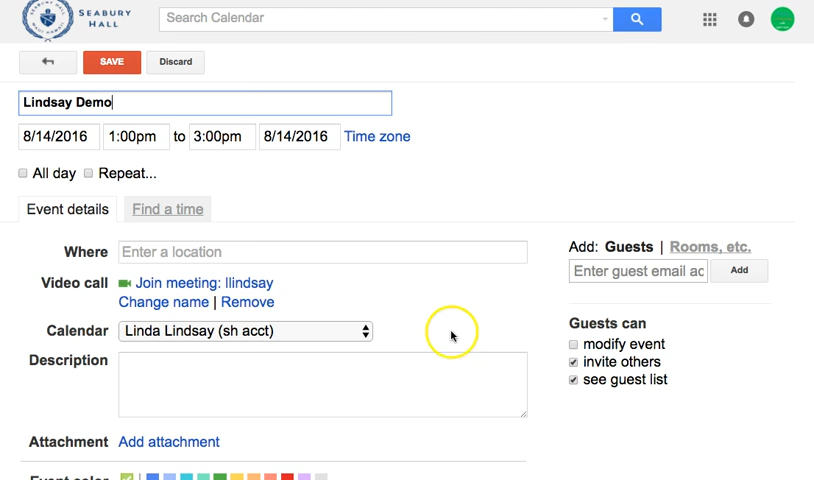 SEABURY
HALL
Search Calendar
SAVE
Discard
Lindsay Demo
8/14/2016 1:00pm to 3:00pm 8/14/2016 Time zone
All day Repeat...
Event details Find a time
Where Enter a location
Add: Guests | Rooms, etc.
Enter guest email ac Add
Video call Join meeting: llindsay
Change name | Remove
Calendar Linda Lindsay (sh acct)
Guests can
modify event
invite others
see guest list
Description
Attachment Add attachment
Event color